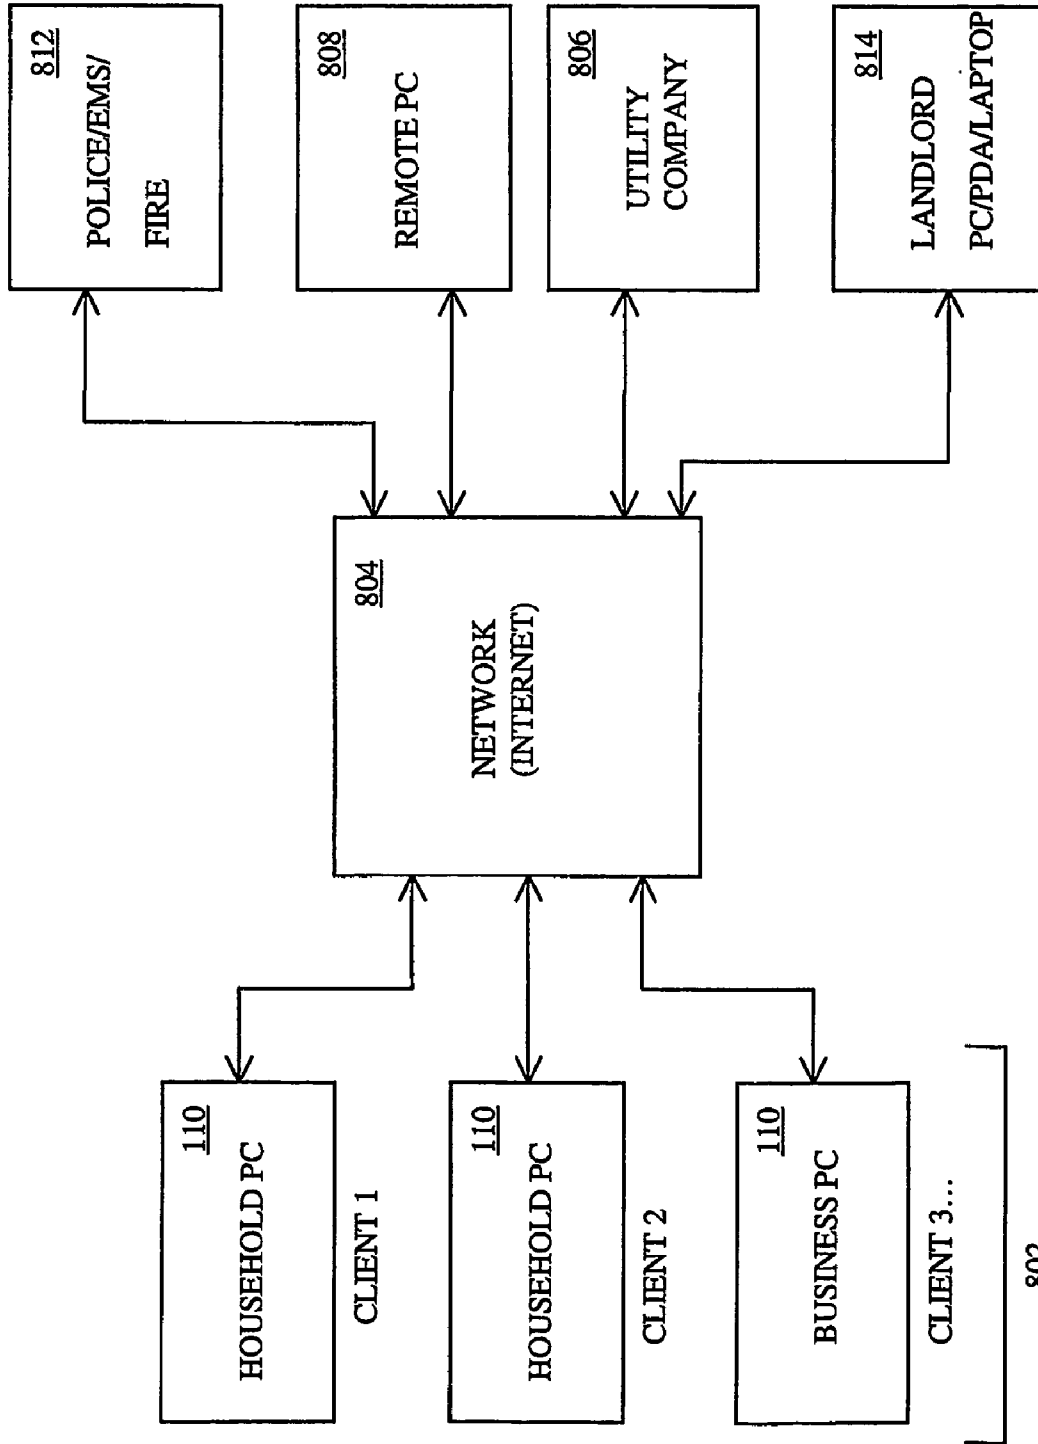 110
HOUSEHOLD PC
CLIENT 1
110
HOUSEHOLD PC
CLIENT 2
110
BUSINESS PC
CLIENT 3...
802
804
NETWORK
(INTERNET)
812
POLICE/EMS/
FIRE
808
REMOTE PC
806
UTILITY
COMPANY
814
LANDLORD
PC/PDA/LAPTOP